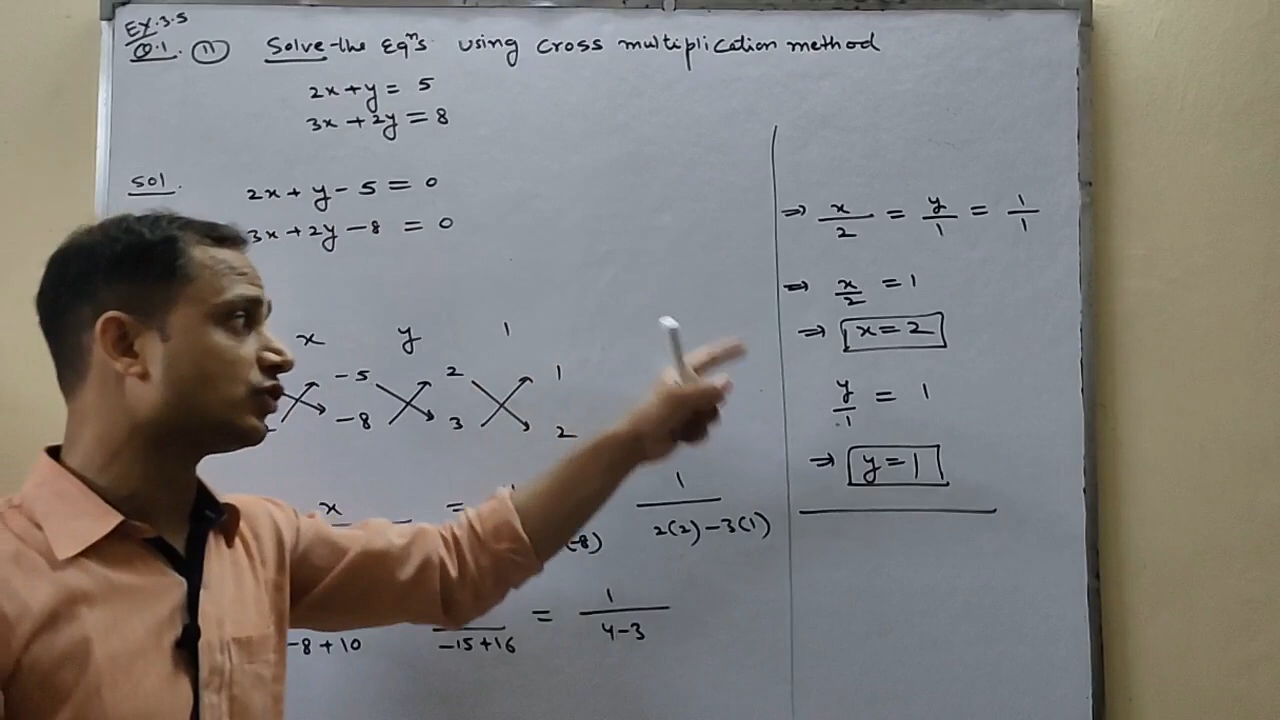 Ex. 3.5
Q.1. (ii) Solve the Eqⁿs using cross multiplication method
2x + y = 5
3x + 2y = 8
Sol.
2x + y - 5 = 0
3x + 2y - 8 = 0
x y 1
-5 2 1
-8 3 2
x = 1
(-8) 2(2) - 3(1)
1
-8 + 10 -15 + 16 = 4 - 3
⇒ x/2 = y/1 = 1/1
⇒ x/2 = 1
⇒ x = 2
y/1 = 1
⇒ y = 1